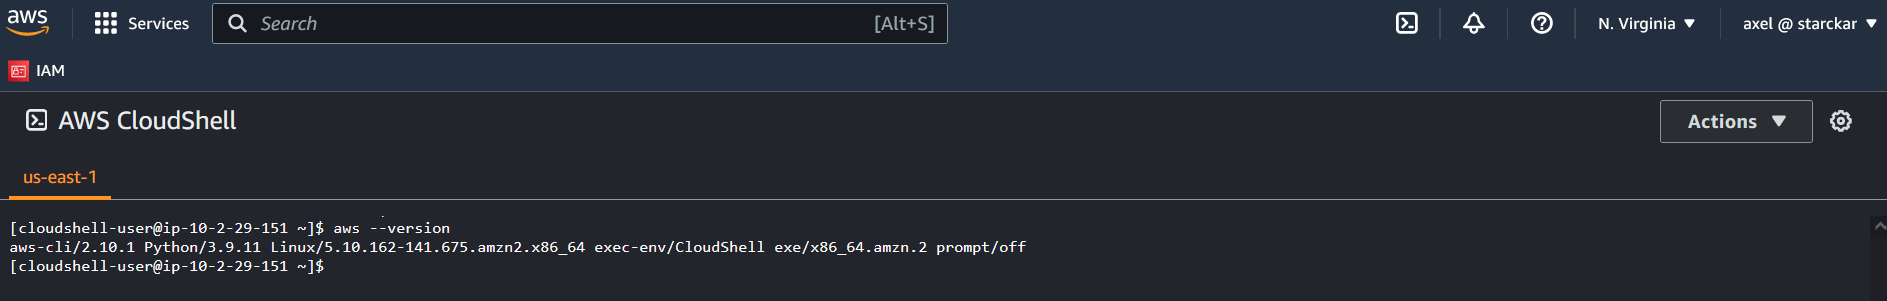 aws Services Search [Alt+S] N. Virginia axel @ starckar
IAM
AWS CloudShell Actions
us-east-1
[cloudshell-user@ip-10-2-29-151 ~]$ aws --version
aws-cli/2.10.1 Python/3.9.11 Linux/5.10.162-141.675.amzn2.x86_64 exec-env/CloudShell exe/x86_64.amzn.2 prompt/off
[cloudshell-user@ip-10-2-29-151 ~]$